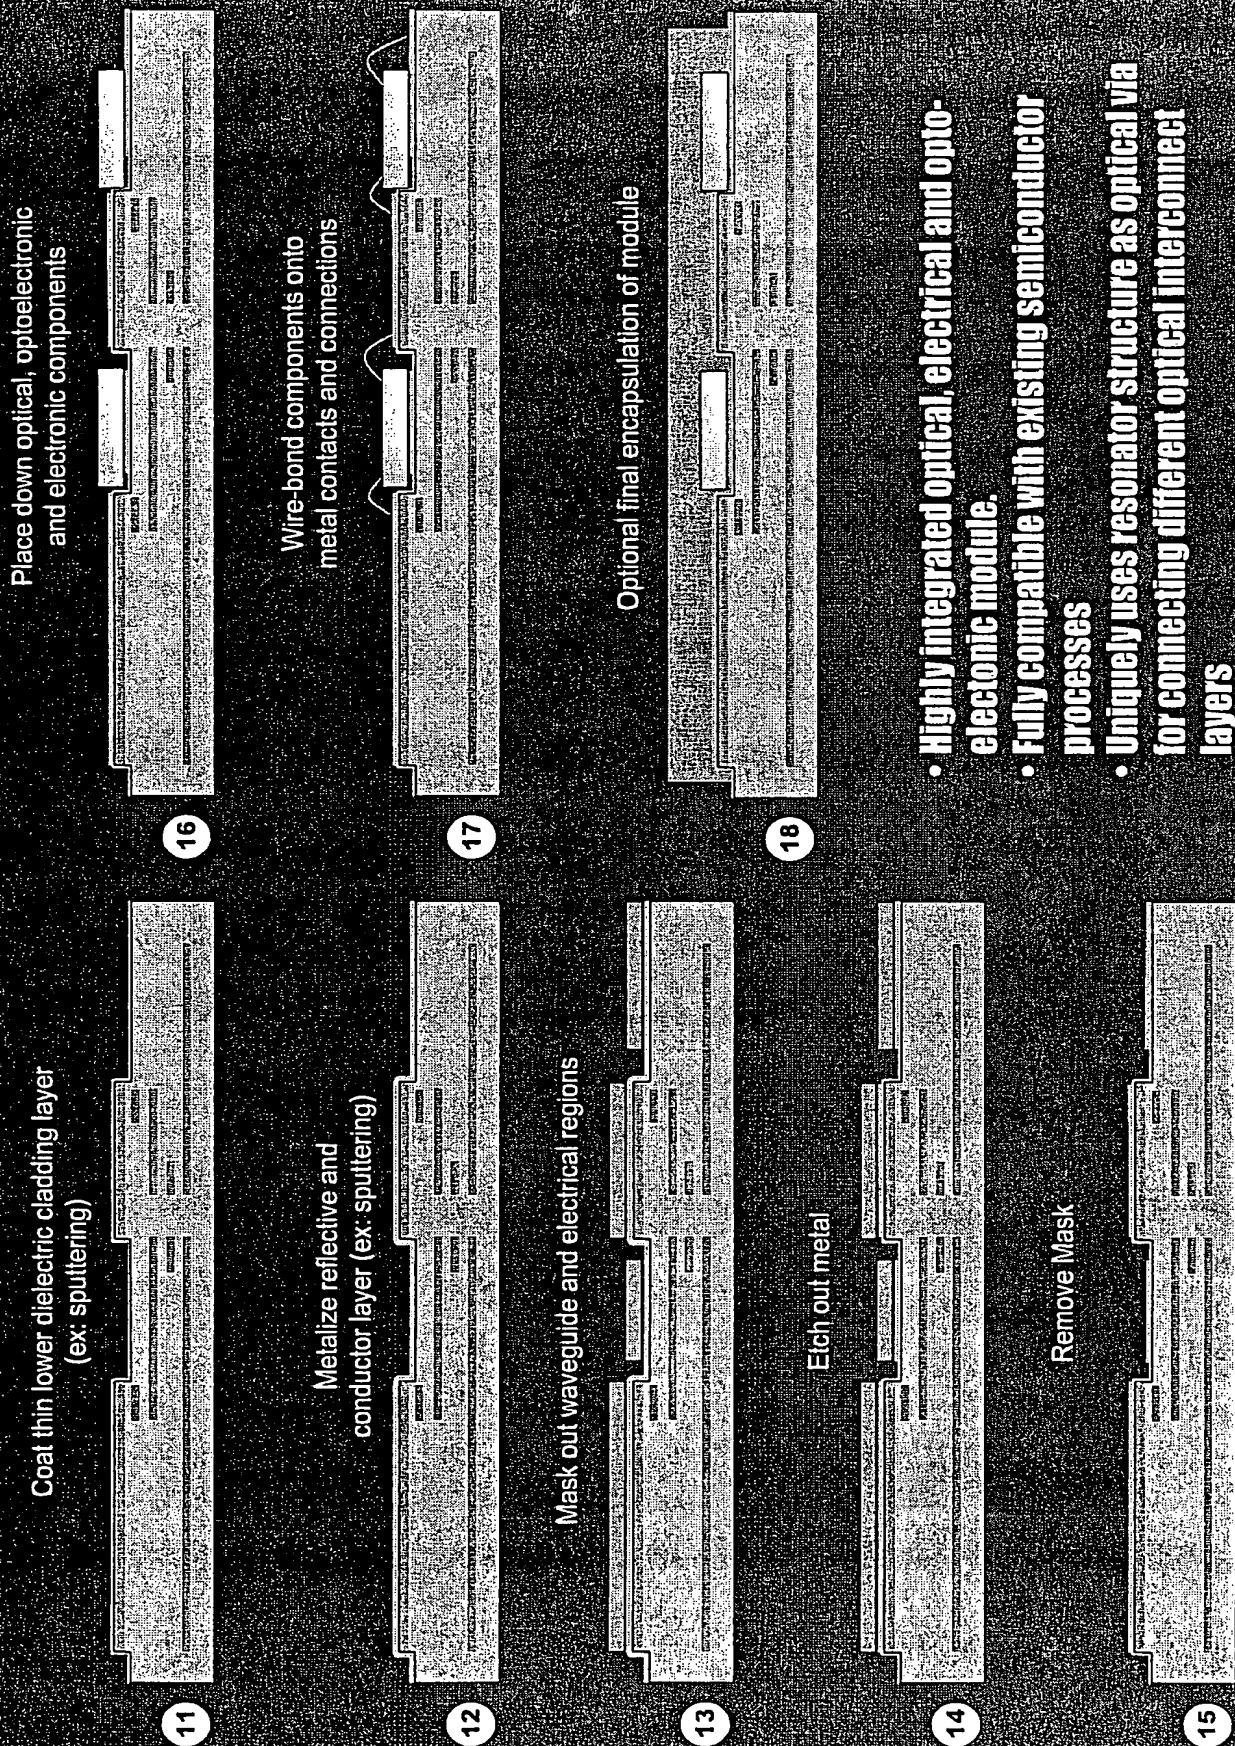 Coat thin lower dielectric cladding layer
(ex: sputtering)
11
Metalize reflective and
conductor layer (ex: sputtering)
12
Mask out waveguide and electrical regions
13
Etch out metal
14
Remove Mask
15
Place down optical, optoelectronic
and electronic components
16
Wire-bond components onto
metal contacts and connections
17
Optional final encapsulation of module
18
• Highly integrated optical, electrical and opto-
electonic module.
• Fully compatible with existing semiconductor
processes
• Uniquely uses resonator structure as optical via
for connecting different optical interconnect
layers